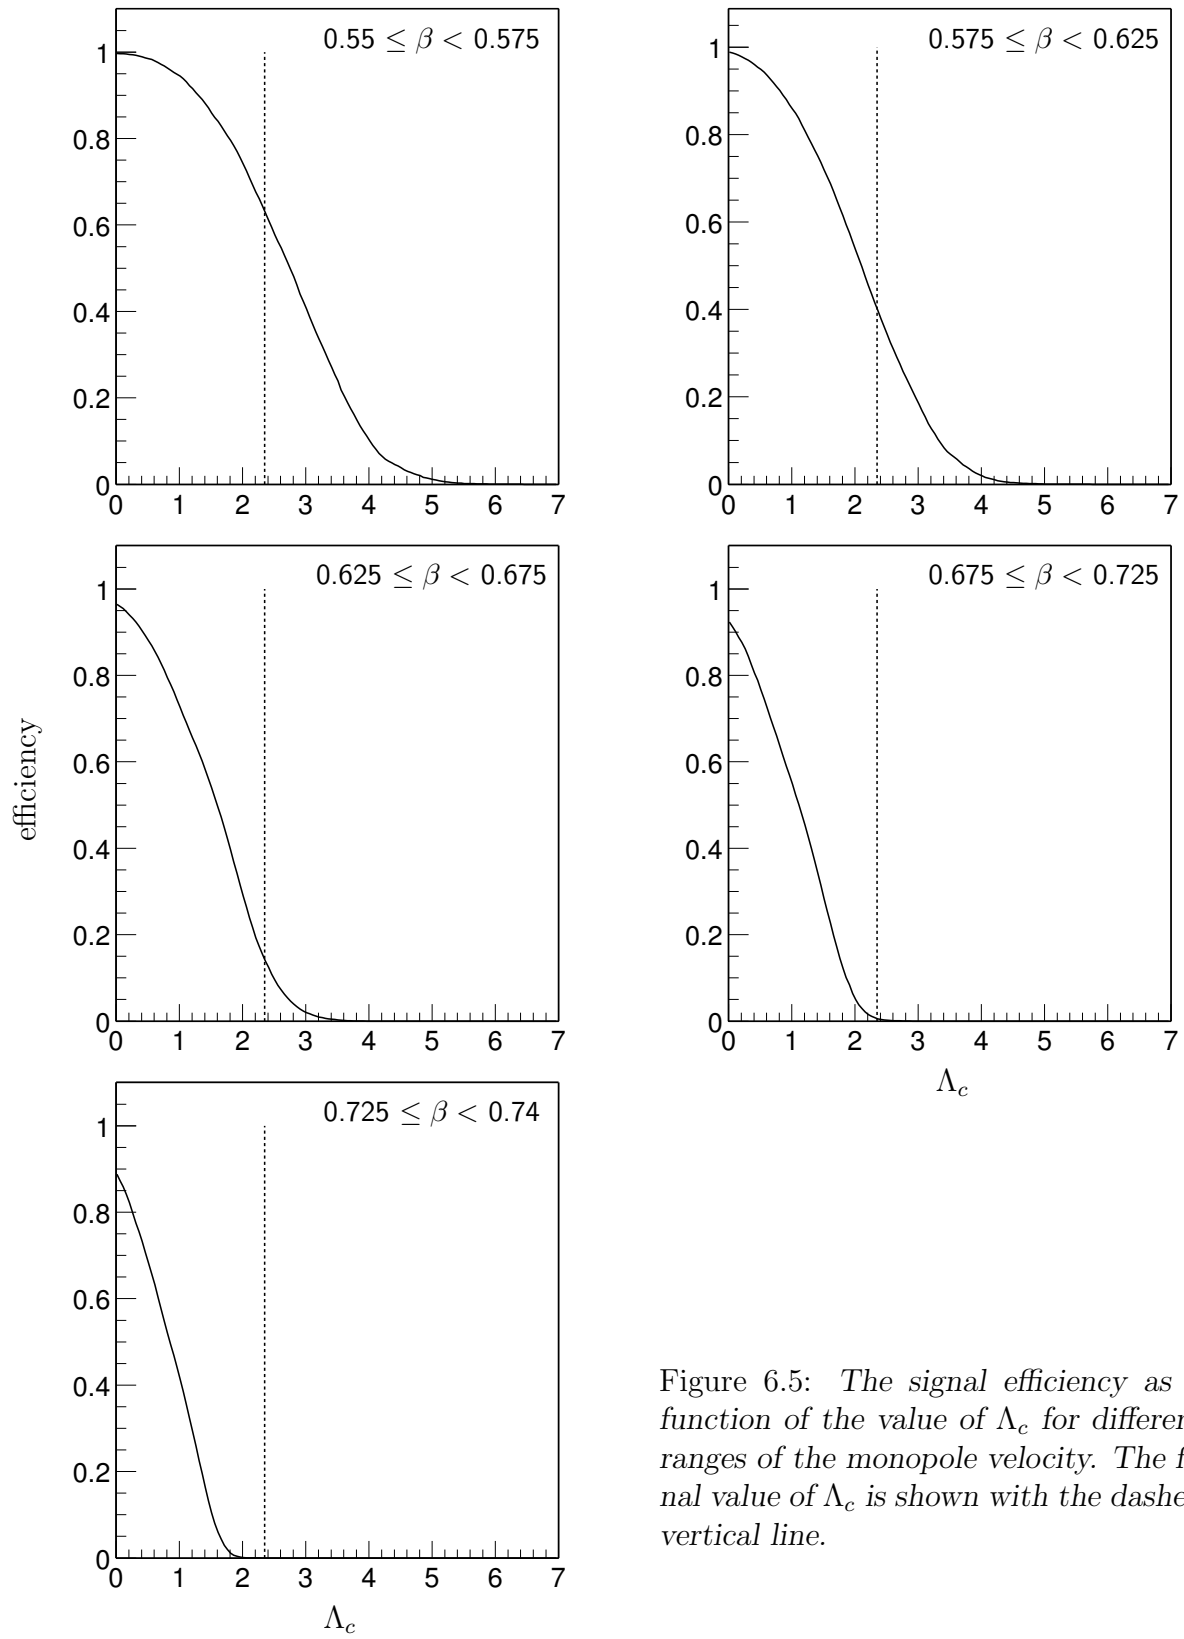 0.55 ≤ β < 0.575
1
0.8
0.6
0.4
0.2
0
0 1 2 3 4 5 6 7
0.575 ≤ β < 0.625
1
0.8
0.6
0.4
0.2
0
0 1 2 3 4 5 6 7
0.625 ≤ β < 0.675
1
0.8
0.6
0.4
0.2
0
0 1 2 3 4 5 6 7
efficiency
0.675 ≤ β < 0.725
1
0.8
0.6
0.4
0.2
0
0 1 2 3 4 5 6 7
Λc
0.725 ≤ β < 0.74
1
0.8
0.6
0.4
0.2
0
0 1 2 3 4 5 6 7
Λc
Figure 6.5: The signal efficiency as
function of the value of Λc for differen
ranges of the monopole velocity. The f
nal value of Λc is shown with the dashe
vertical line.